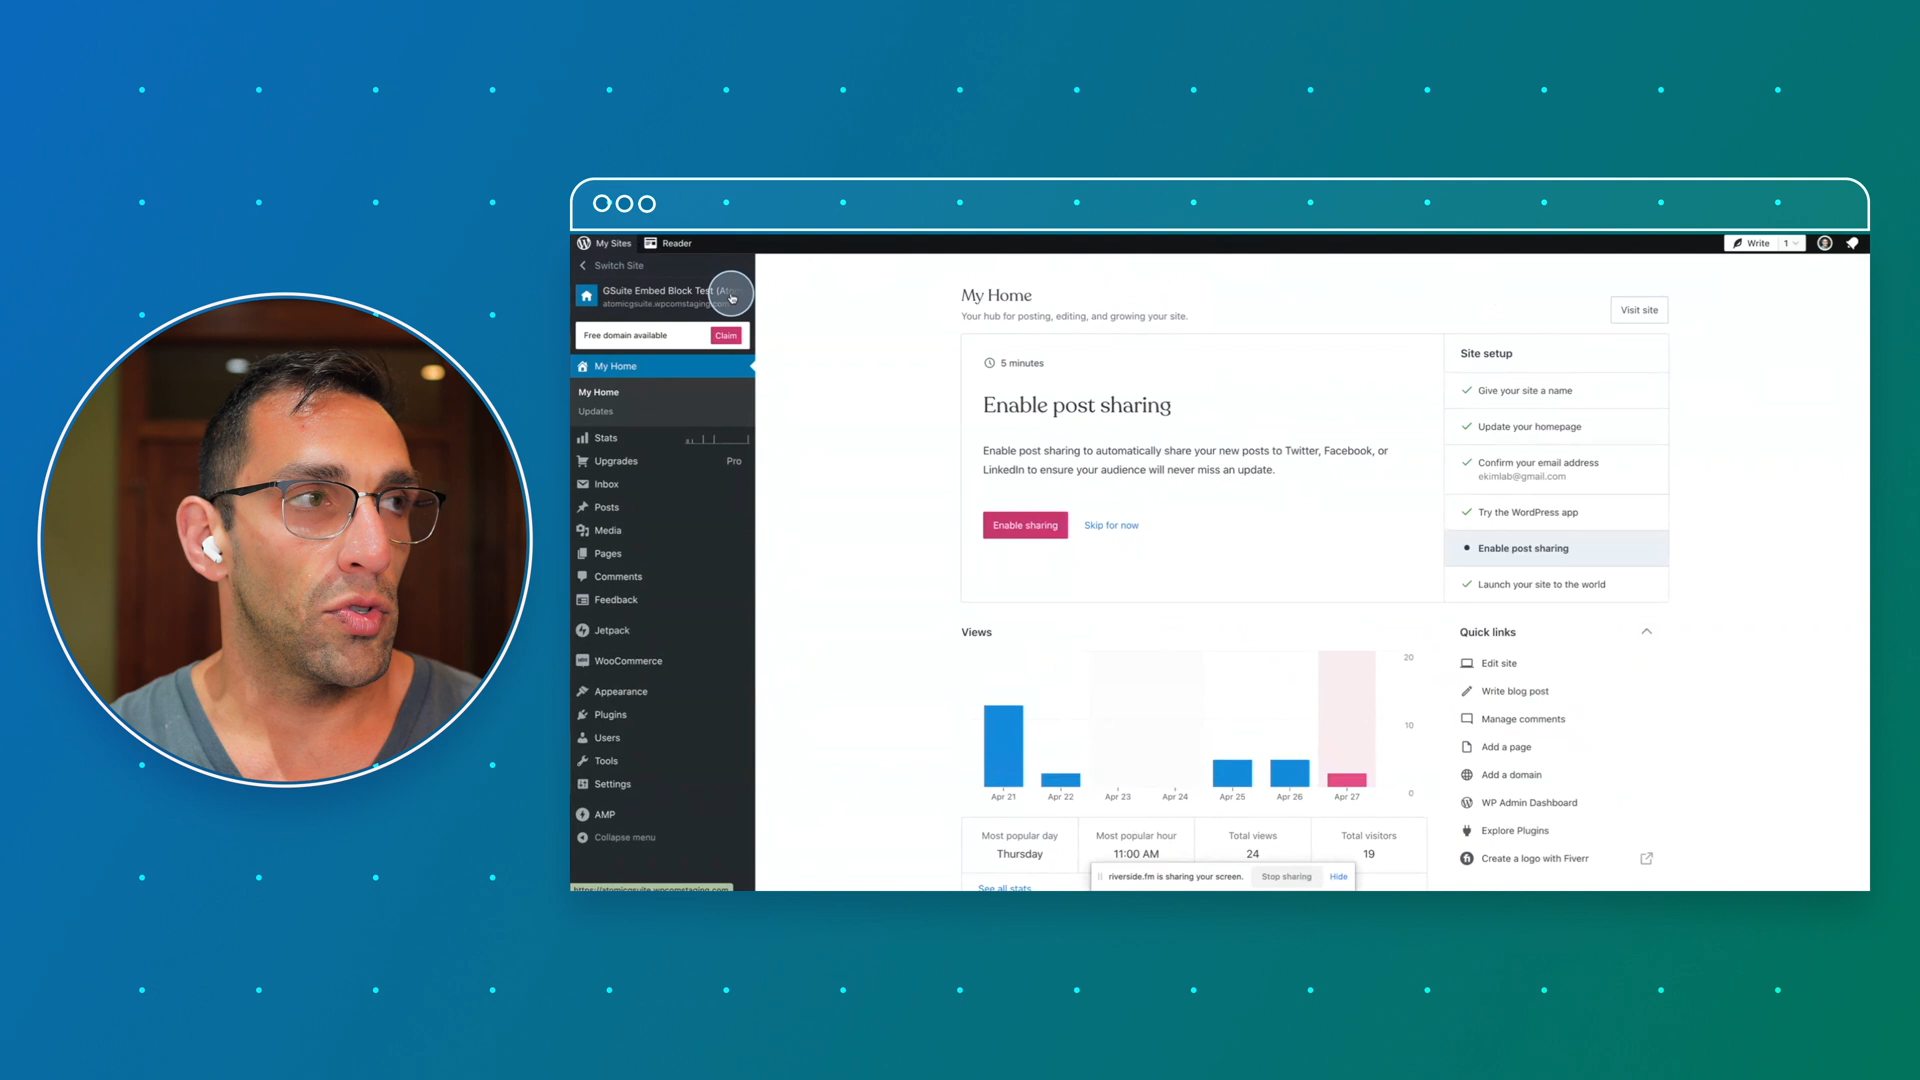 My Sites
Reader
Write
1
Switch Site
GSuite Embed Block Test (Ato
atomicgsuite.wpcomstaging.com
Free domain available
Claim
My Home
My Home
Updates
Stats
Upgrades
Pro
Inbox
Posts
Media
Pages
Comments
Feedback
Jetpack
WooCommerce
Appearance
Plugins
Users
Tools
Settings
AMP
Collapse menu
https://atomicgsuite.wpcomstaging.com
My Home
Your hub for posting, editing, and growing your site.
Visit site
5 minutes
Enable post sharing
Enable post sharing to automatically share your new posts to Twitter, Facebook, or
LinkedIn to ensure your audience will never miss an update.
Enable sharing
Skip for now
Site setup
Give your site a name
Update your homepage
Confirm your email address
ekimlab@gmail.com
Try the WordPress app
Enable post sharing
Launch your site to the world
Views
20
10
0
Apr 21
Apr 22
Apr 23
Apr 24
Apr 25
Apr 26
Apr 27
Most popular day
Thursday
Most popular hour
11:00 AM
Total views
24
Total visitors
19
See all stats
riverside.fm is sharing your screen.
Stop sharing
Hide
Quick links
Edit site
Write blog post
Manage comments
Add a page
Add a domain
WP Admin Dashboard
Explore Plugins
Create a logo with Fiverr